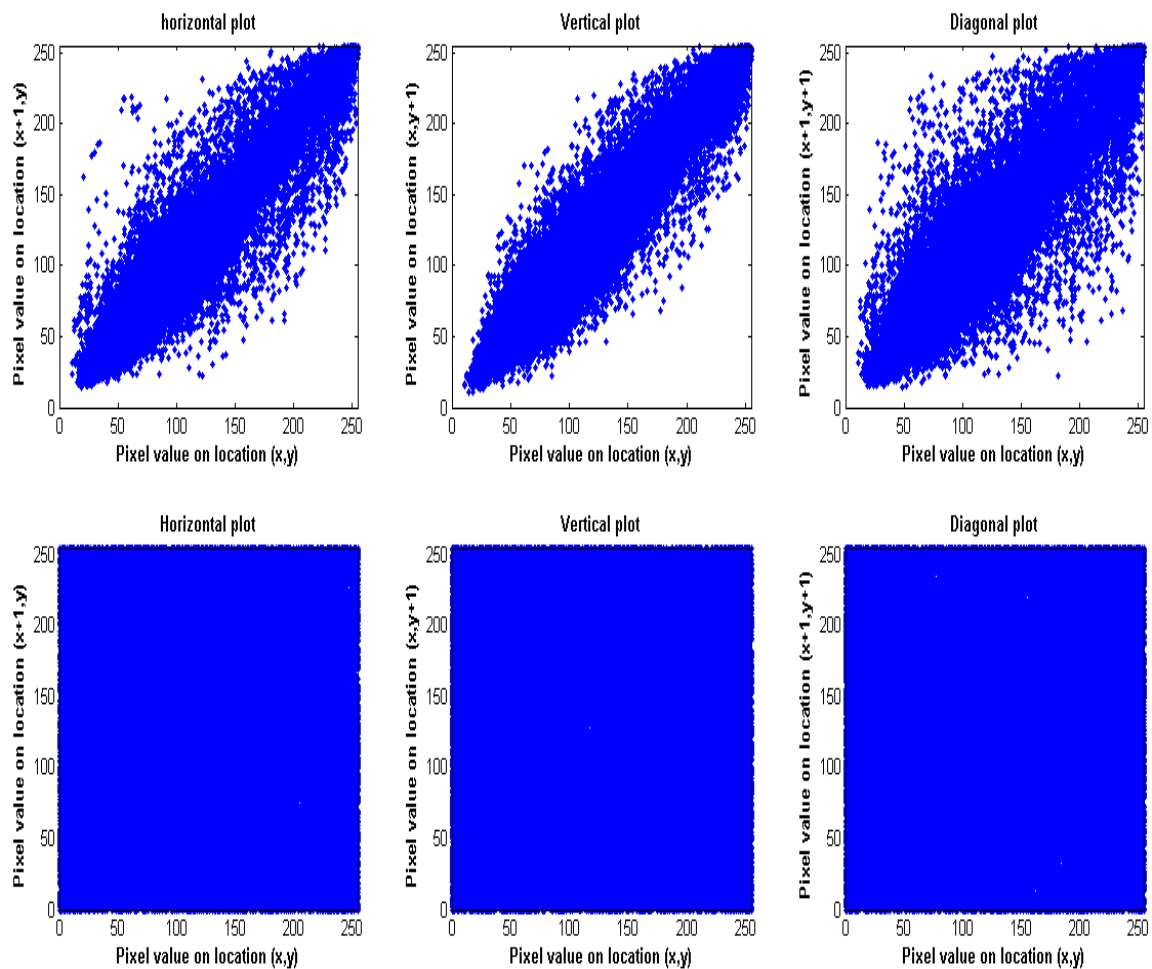 horizontal plot
Pixel value on location (x+1,y)
250
200
150
100
50
0
0 50 100 150 200 250
Pixel value on location (x,y)
Vertical plot
Pixel value on location (x,y+1)
250
200
150
100
50
0
0 50 100 150 200 250
Pixel value on location (x,y)
Diagonal plot
Pixel value on location (x+1,y+1)
250
200
150
100
50
0
0 50 100 150 200 250
Pixel value on location (x,y)
Horizontal plot
Pixel value on location (x+1,y)
250
200
150
100
50
0
0 50 100 150 200 250
Pixel value on location (x,y)
Vertical plot
Pixel value on location (x,y+1)
250
200
150
100
50
0
0 50 100 150 200 250
Pixel value on location (x,y)
Diagonal plot
Pixel value on location (x+1,y+1)
250
200
150
100
50
0
0 50 100 150 200 250
Pixel value on location (x,y)